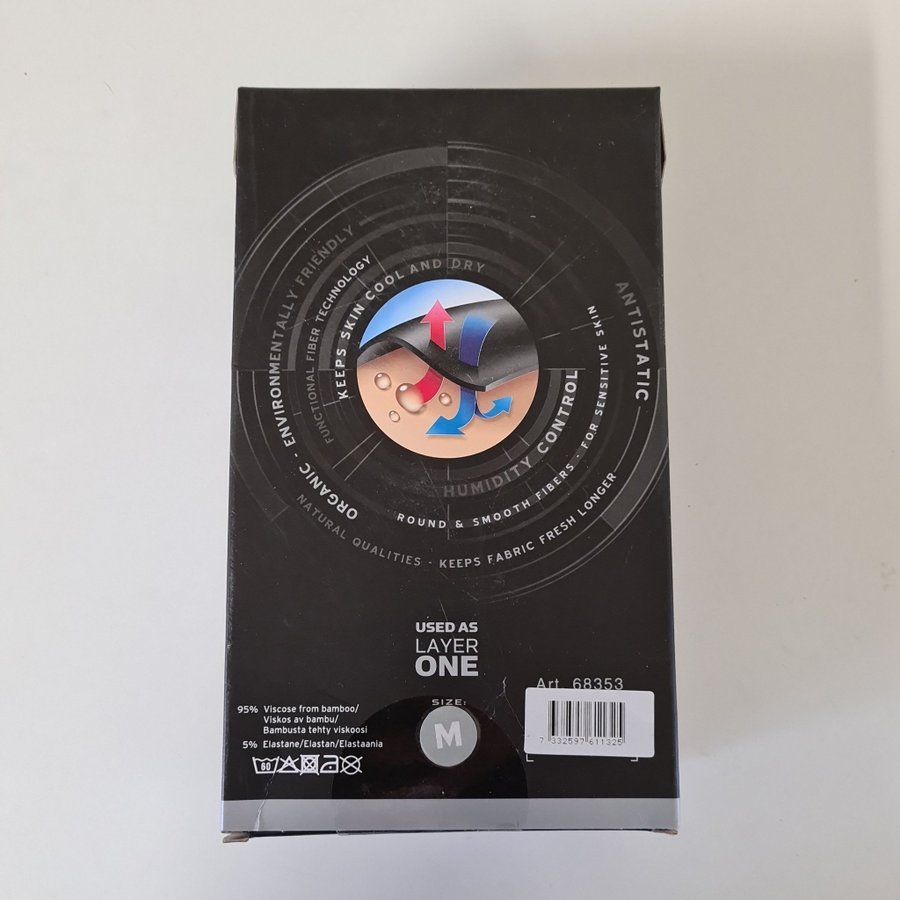 ORGANIC - ENVIRONMENTALLY FRIENDLY
FUNCTIONAL FIBER TECHNOLOGY
KEEPS SKIN COOL AND DRY
ANTISTATIC
HUMIDITY CONTROL
ROUND & SMOOTH FIBERS - FOR SENSITIVE SKIN
NATURAL QUALITIES - KEEPS FABRIC FRESH LONGER
USED AS
LAYER
ONE
Art. 68353
SIZE:
M
95% Viscose from bamboo/
Viskos av bambu/
Bambusta tehty viskoosi
5% Elastane/Elastan/Elastaania
60
7 332597 611325